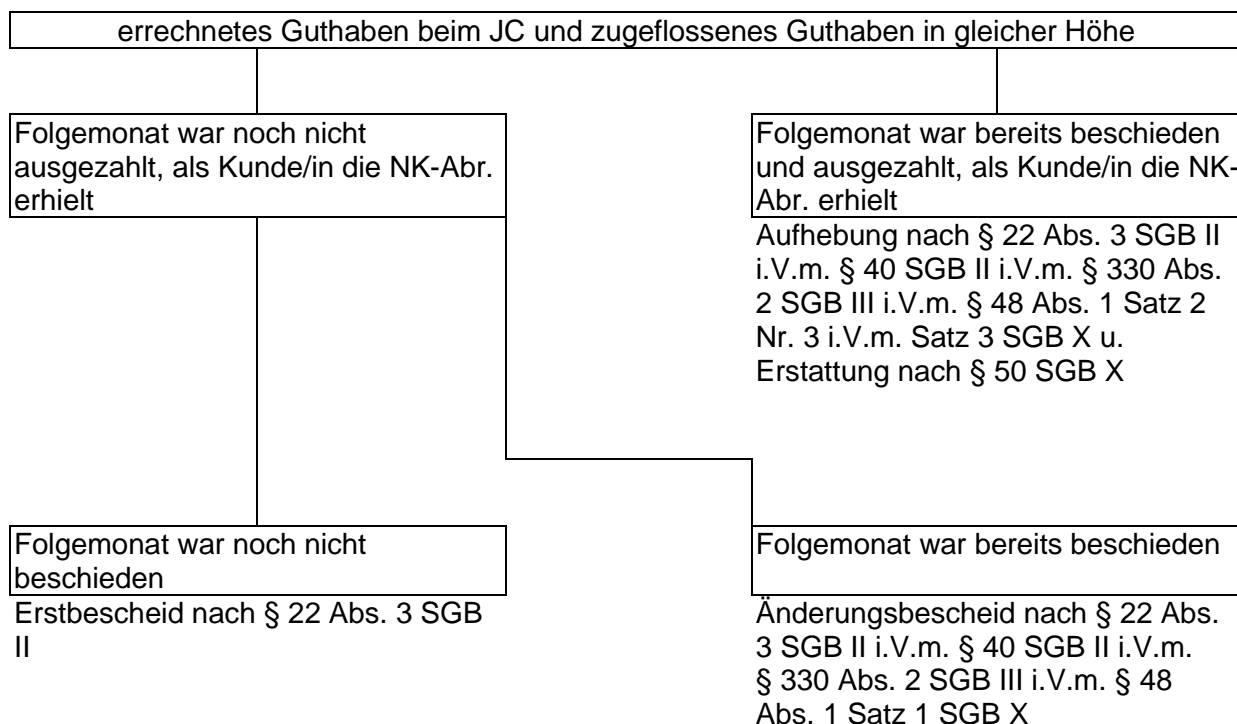 errechnetes Guthaben beim JC und zugeflossenes Guthaben in gleicher Höhe
Folgemonat war noch nicht
ausgezahlt, als Kunde/in die NK-Abr.
erhielt
Folgemonat war bereits beschieden
und ausgezahlt, als Kunde/in die NK-
Abr. erhielt
Aufhebung nach § 22 Abs. 3 SGB II
i.V.m. § 40 SGB II i.V.m. § 330 Abs.
2 SGB III i.V.m. § 48 Abs. 1 Satz 2
Nr. 3 i.V.m. Satz 3 SGB X u.
Erstattung nach § 50 SGB X
Folgemonat war noch nicht
beschieden
Erstbescheid nach § 22 Abs. 3 SGB
II
Folgemonat war bereits beschieden
Änderungsbescheid nach § 22 Abs.
3 SGB II i.V.m. § 40 SGB II i.V.m.
§ 330 Abs. 2 SGB III i.V.m. § 48
Abs. 1 Satz 1 SGB X